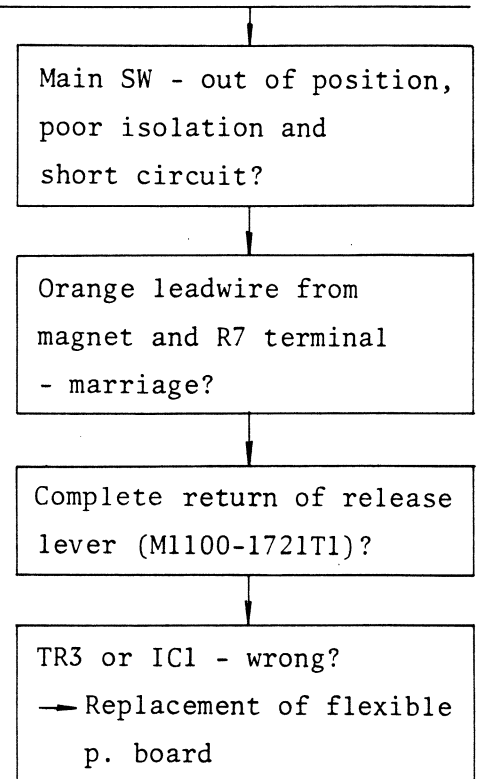 Main SW - out of position,
poor isolation and
short circuit?
Orange leadwire from
magnet and R7 terminal
- marriage?
Complete return of release
lever (M1100-1721T1)?
TR3 or IC1 - wrong?
→ Replacement of flexible
p. board